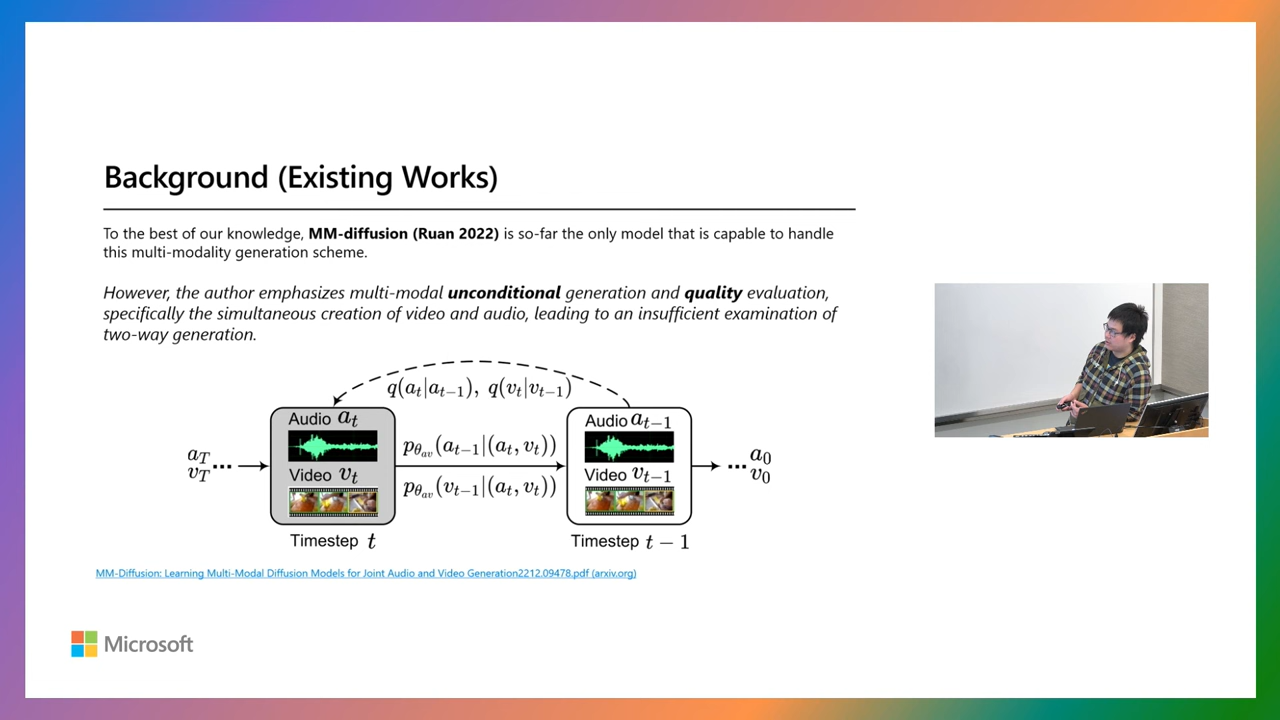 Background (Existing Works)
To the best of our knowledge, MM-diffusion (Ruan 2022) is so-far the only model that is capable to handle
this multi-modality generation scheme.
However, the author emphasizes multi-modal unconditional generation and quality evaluation,
specifically the simultaneous creation of video and audio, leading to an insufficient examination of
two-way generation.
q(a_t|a_{t−1}), q(v_t|v_{t−1})
Audio a_t
Audio a_{t−1}
p_{θ_{av}}(a_{t−1}|(a_t, v_t))
a_T
v_T ...
... a_0
v_0
Video v_t
Video v_{t−1}
p_{θ_{av}}(v_{t−1}|(a_t, v_t))
Timestep t
Timestep t − 1
MM-Diffusion: Learning Multi-Modal Diffusion Models for Joint Audio and Video Generation2212.09478.pdf (arxiv.org)
Microsoft